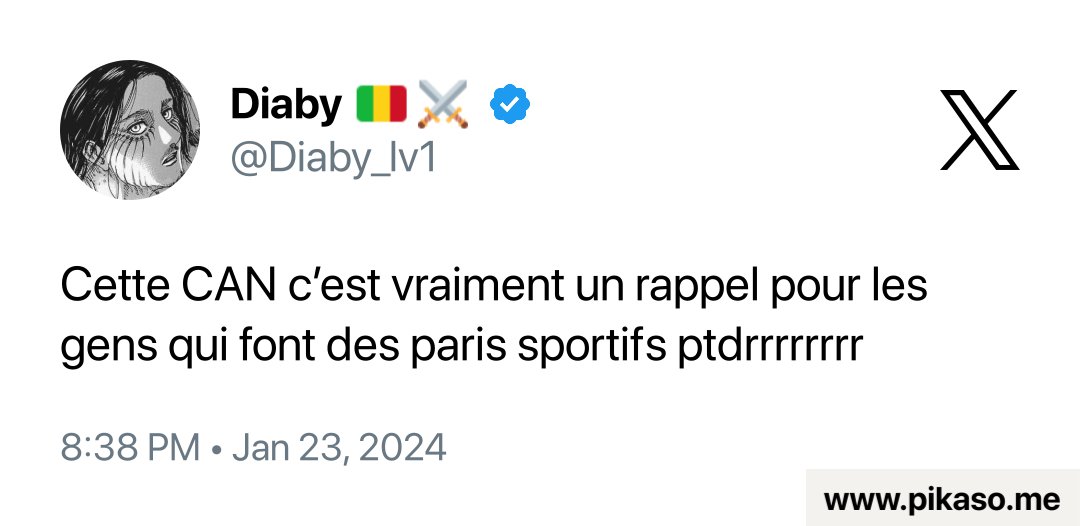 Diaby 🇲🇱⚔️
@Diaby_lv1
Cette CAN c’est vraiment un rappel pour les
gens qui font des paris sportifs ptdrrrrrrrr
8:38 PM • Jan 23, 2024
www.pikaso.me